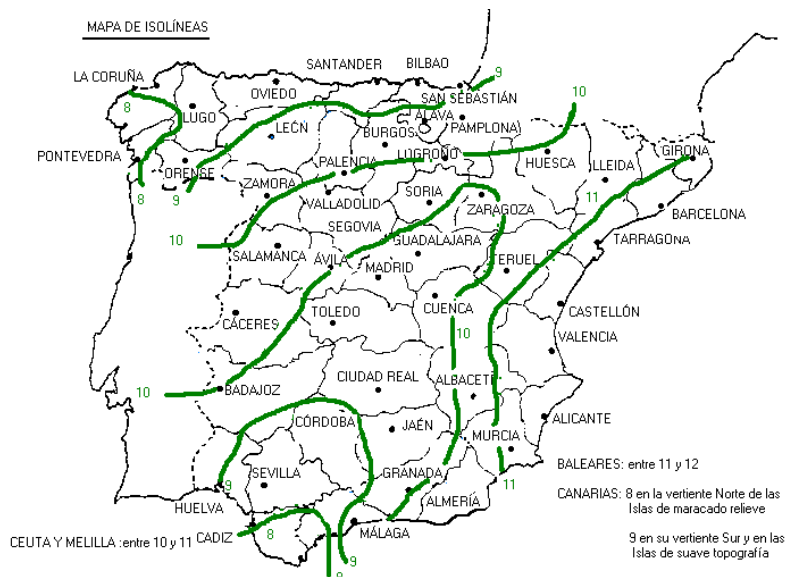 MAPA DE ISOLÍNEAS
SANTANDER
BILBAO
9
LA CORUÑA
OVIEDO
SAN SEBASTIÁN
10
8
LUGO
ALAVA
LEÓN
BURGOS
PAMPLONA
PONTEVEDRA
ORENSE
PALENCIA
LOGROÑO
HUESCA
LLEIDA
GIRONA
8
9
ZAMORA
VALLADOLID
SORIA
ZARAGOZA
11
BARCELONA
10
SEGOVIA
TARRAGONA
SALAMANCA
ÁVILA
GUADALAJARA
MADRID
TERUEL
CÁCERES
TOLEDO
CUENCA
CASTELLÓN
10
VALENCIA
10
BADAJOZ
CIUDAD REAL
ALBACETE
CÓRDOBA
JAÉN
ALICANTE
MURCIA
SEVILLA
GRANADA
BALEARES: entre 11 y 12
9
11
HUELVA
ALMERÍA
CANARIAS: 8 en la vertiente Norte de las
Islas de maracado relieve
CEUTA Y MELILLA :entre 10 y 11
CADIZ
8
MÁLAGA
9 en su vertiente Sur y en las
Islas de suave topografía
9
8